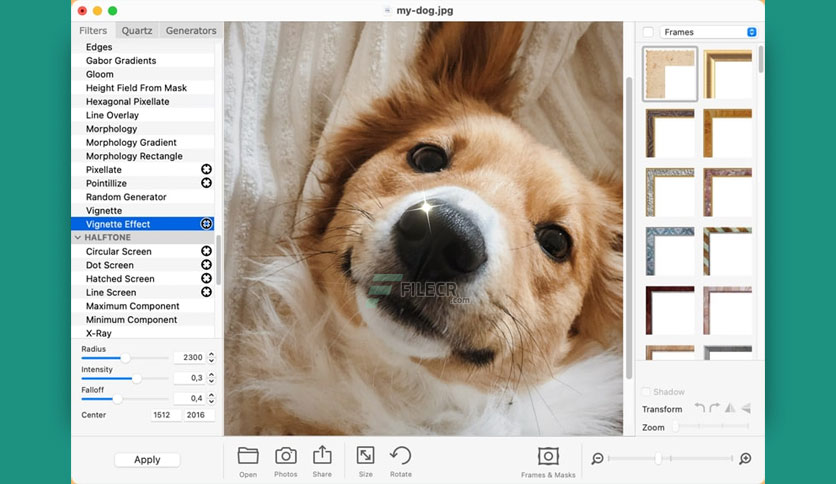 my-dog.jpg
Filters Quartz Generators
Edges
Gabor Gradients
Gloom
Height Field From Mask
Hexagonal Pixellate
Line Overlay
Morphology
Morphology Gradient
Morphology Rectangle
Pixellate
Pointillize
Random Generator
Vignette
Vignette Effect
HALFTONE
Circular Screen
Dot Screen
Hatched Screen
Line Screen
Maximum Component
Minimum Component
X-Ray
Radius 2300
Intensity 0,3
Falloff 0,4
Center 1512 2016
Apply
FILECR
.com
Open Photos Share Size Rotate Frames & Masks
Frames
Shadow
Transform
Zoom